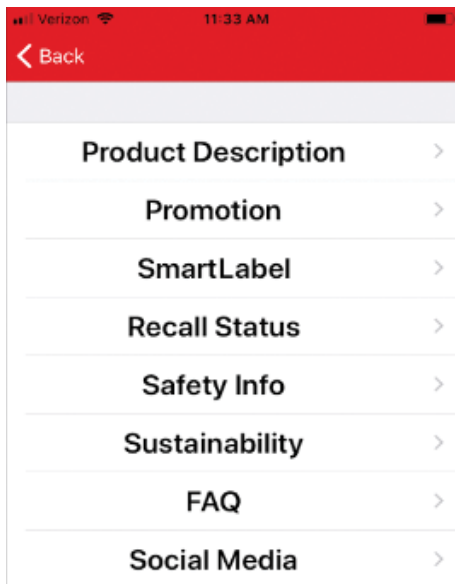 Verizon 11:33 AM
Back
Product Description
Promotion
SmartLabel
Recall Status
Safety Info
Sustainability
FAQ
Social Media